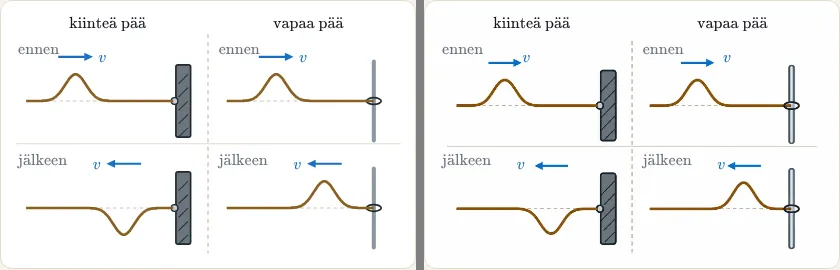 kiinteä pää vapaa pää
ennen v ennen v
jälkeen v jälkeen v
kiinteä pää vapaa pää
ennen v ennen v
jälkeen v jälkeen v